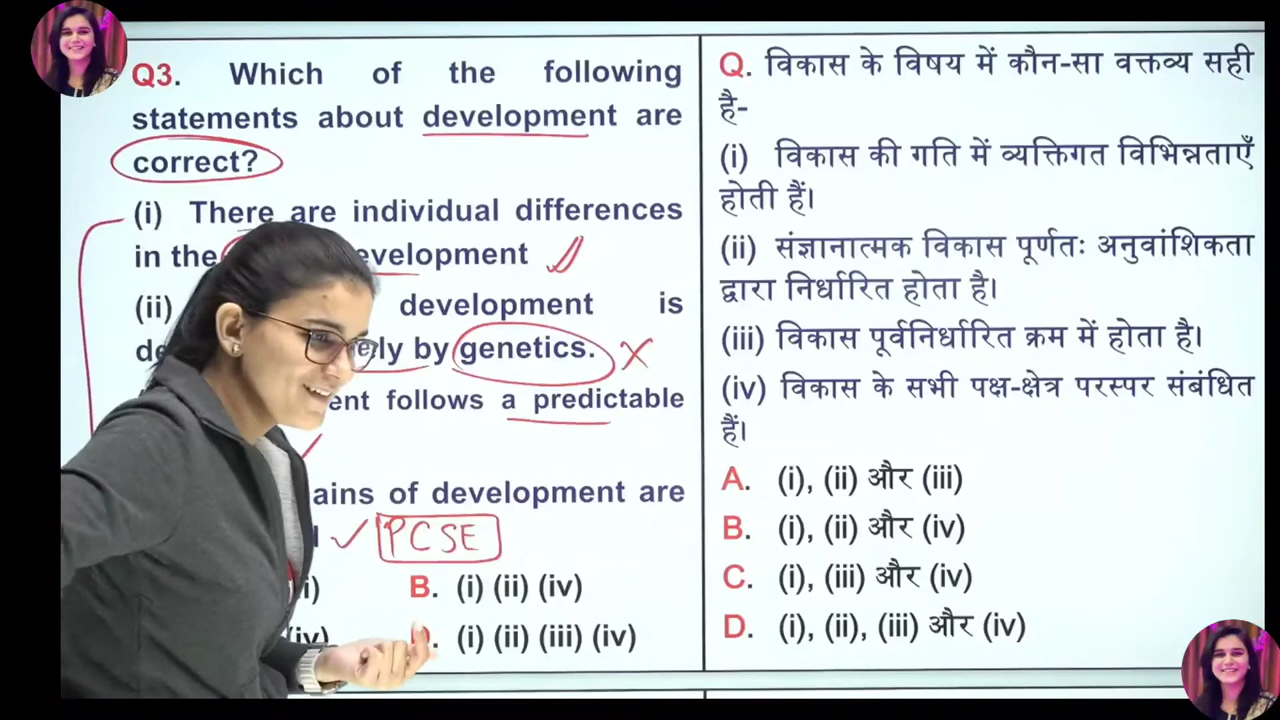 Q3. Which of the following
statements about development are
correct?
(i) There are individual differences
in the evelopment
(ii) development is
ely by genetics.
ent follows a predictable
ains of development are
PCSE
i) B. (i) (ii) (iv)
(iv) . (i) (ii) (iii) (iv)
Q. विकास के विषय में कौन-सा वक्तव्य सही
है-
(i) विकास की गति में व्यक्तिगत विभिन्नताएँ
होती हैं।
(ii) संज्ञानात्मक विकास पूर्णतः अनुवांशिकता
द्वारा निर्धारित होता है।
(iii) विकास पूर्वनिर्धारित क्रम में होता है।
(iv) विकास के सभी पक्ष-क्षेत्र परस्पर संबंधित
हैं।
A. (i), (ii) और (iii)
B. (i), (ii) और (iv)
C. (i), (iii) और (iv)
D. (i), (ii), (iii) और (iv)